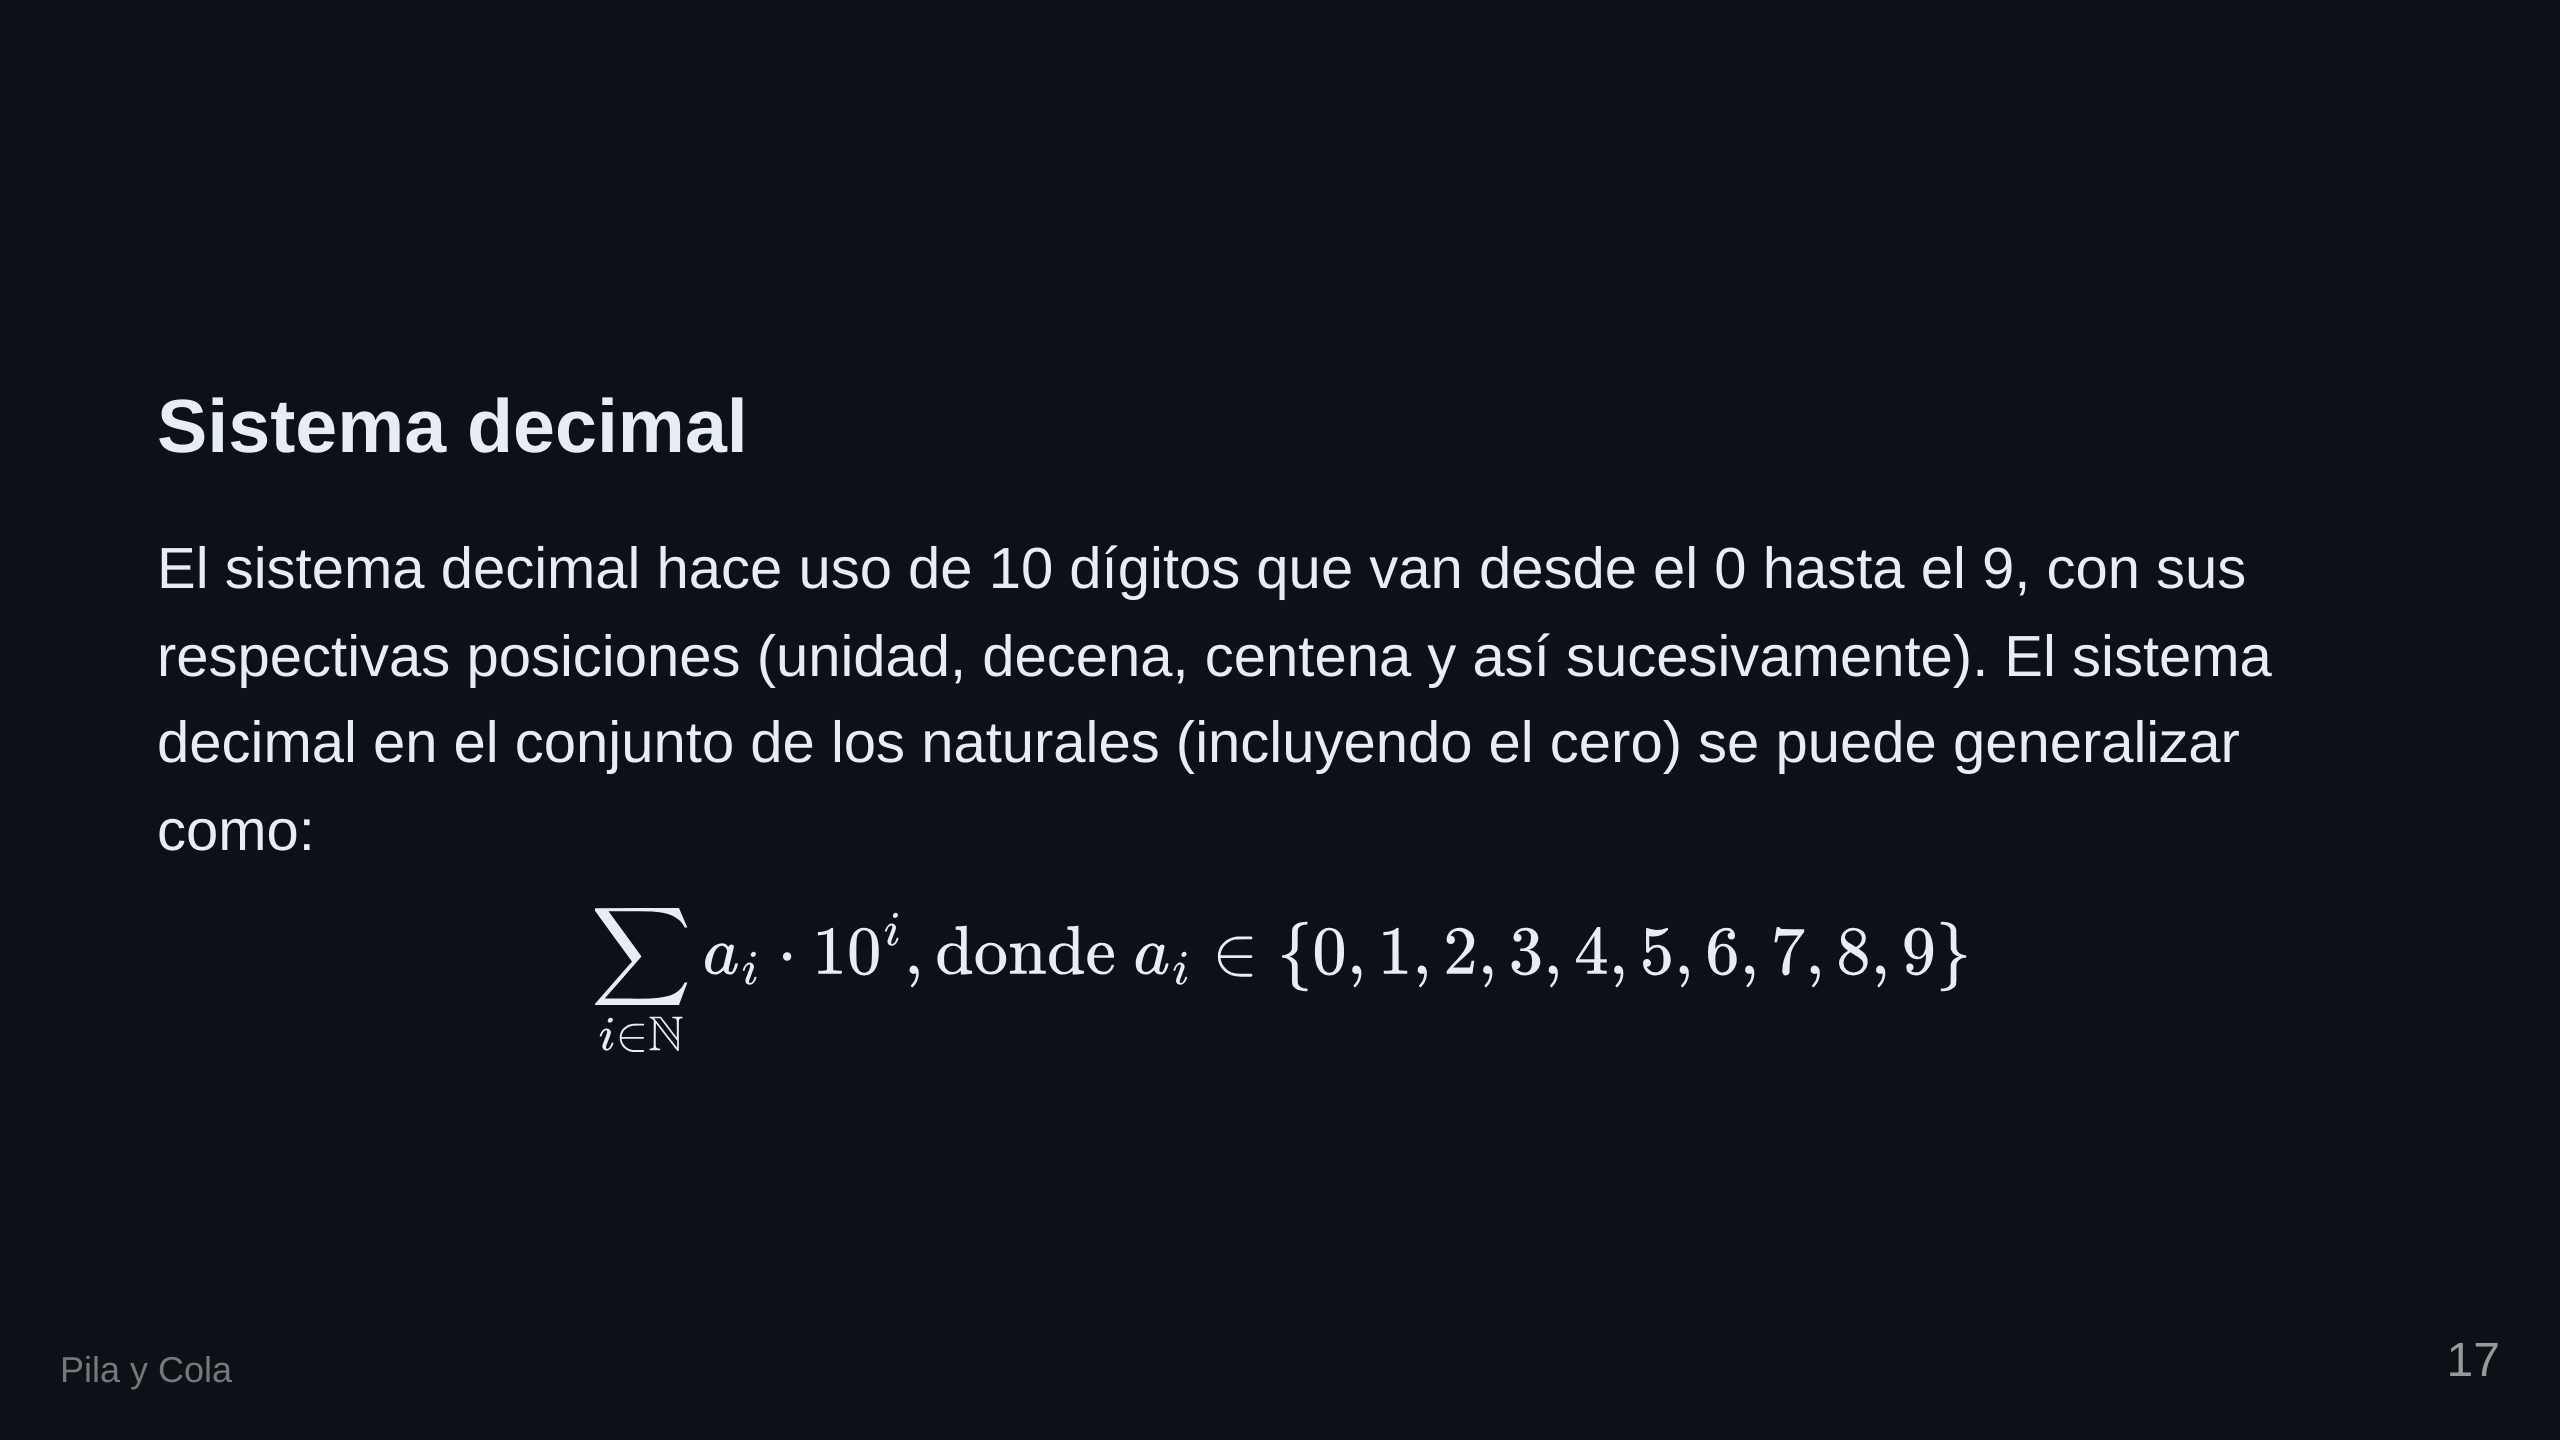 Sistema decimal
El sistema decimal hace uso de 10 dígitos que van desde el 0 hasta el 9, con sus
respectivas posiciones (unidad, decena, centena y así sucesivamente). El sistema
decimal en el conjunto de los naturales (incluyendo el cero) se puede generalizar
como:
∑_{i∈ℕ} a_i · 10^i, donde a_i ∈ {0, 1, 2, 3, 4, 5, 6, 7, 8, 9}
Pila y Cola
17